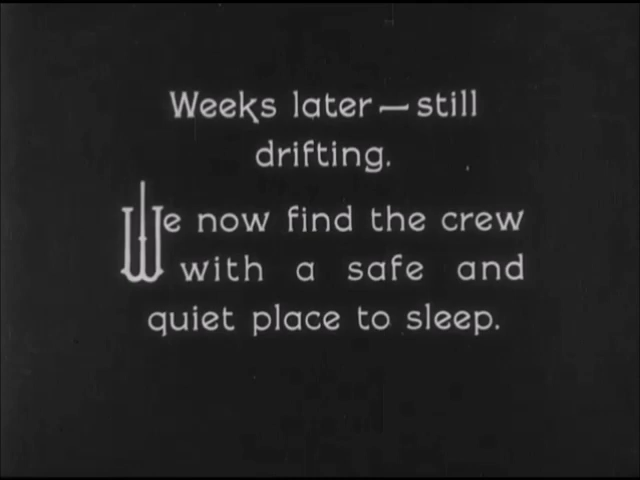 Weeks later — still
drifting.
We now find the crew
with a safe and
quiet place to sleep.